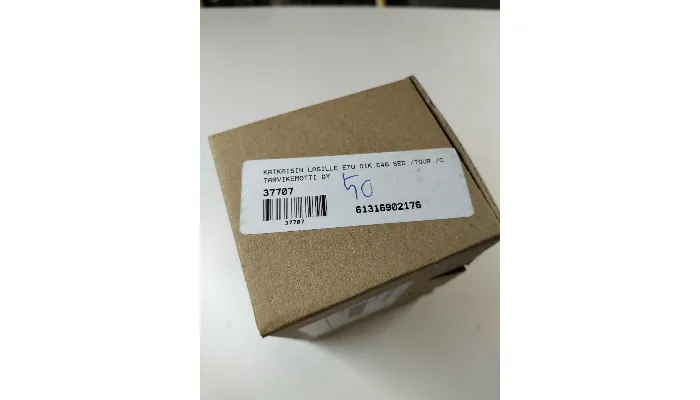 KATKAISIN LASILLE ETU OIK.E46 SED./TOUR./C
TARVIKEMOTTI OY
37707
50
37707
61316902176